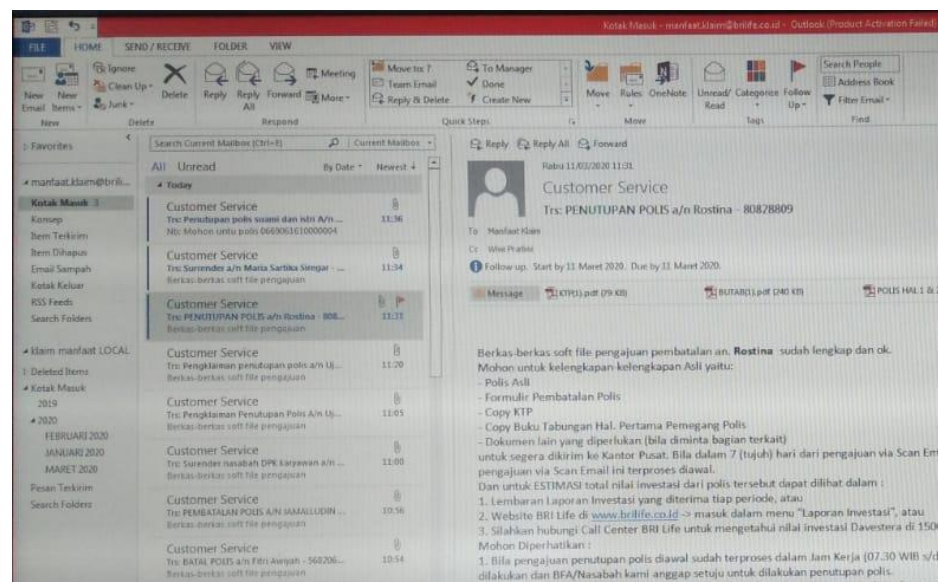 Kotak Masuk - manfaat.klaim@brilife.co.id - Outlook (Product Activation Failed)
FILE HOME SEND / RECEIVE FOLDER VIEW
New Email
New Items
Ignore
Clean Up
Junk
Delete
Reply
Reply All
Forward
Meeting
More
Move to: ?
Team Email
Reply & Delete
To Manager
Done
Create New
Move
Rules
OneNote
Unread/ Read
Categorize
Follow Up
Search People
Address Book
Filter Email
New Delete Respond Quick Steps Move Tags Find
Favorites
manfaat.klaim@brili...
Kotak Masuk 3
Konsep
Item Terkirim
Item Dihapus
Email Sampah
Kotak Keluar
RSS Feeds
Search Folders
klaim manfaat LOCAL
Deleted Items
Kotak Masuk
2019
2020
FEBRUARI 2020
JANUARI 2020
MARET 2020
Pesan Terkirim
Search Folders
Search Current Mailbox (Ctrl+E) Current Mailbox
All Unread By Date Newest
Today
Customer Service
Trs: Penutupan polis suami dan istri A/n ... 11:36
Nb: Mohon untu polis 0669061610000004
Customer Service
Trs: Surrender a/n Maria Sartika Siregar - ... 11:34
Berkas-berkas soft file pengajuan
Customer Service
Trs: PENUTUPAN POLIS a/n Rostina - 808... 11:31
Berkas-berkas soft file pengajuan
Customer Service
Trs: Pengklaiman penutupan polis a/n Uj... 11:20
Berkas-berkas soft file pengajuan
Customer Service
Trs: Pengklaiman Penutupan Polis A/n Uj... 11:05
Berkas-berkas soft file pengajuan
Customer Service
Trs: Surender nasabah DPK karyawan a/n ... 11:00
Berkas-berkas soft file pengajuan
Customer Service
Trs: PEMBATALAN POLIS A/N JAMALLUDIN ... 10:56
Berkas-berkas soft file pengajuan
Customer Service
Trs: BATAL POLIS a/n Fitri - 568206... 10:54
Berkas-berkas soft file pengajuan
Reply Reply All Forward
Rabu 11/03/2020 11:31
Customer Service
Trs: PENUTUPAN POLIS a/n Rostina - 80828809
To Manfaat Klaim
Cc Wiwi
Follow up. Start by 11 Maret 2020. Due by 11 Maret 2020.
Message KTP(1).pdf (79 KB) BUTAB(1).pdf (240 KB) POLIS HAL 1 &
Berkas-berkas soft file pengajuan pembatalan an. Rostina sudah lengkap dan ok.
Mohon untuk kelengkapan-kelengkapan Asli yaitu:
- Polis Asli
- Formulir Pembatalan Polis
- Copy KTP
- Copy Buku Tabungan Hal. Pertama Pemegang Polis
- Dokumen lain yang diperlukan (bila diminta bagian terkait)
untuk segera dikirim ke Kantor Pusat. Bila dalam 7 (tujuh) hari dari pengajuan via Scan
pengajuan via Scan Email ini terproses diawal.
Dan untuk ESTIMASI total nilai investasi dari polis tersebut dapat dilihat dalam :
1. Lembaran Laporan Investasi yang diterima tiap periode, atau
2. Website BRI Life di www.brilife.co.id -> masuk dalam menu "Laporan Investasi", atau
3. Silahkan hubungi Call Center BRI Life untuk mengetahui nilai investasi Davestera di
Mohon Diperhatikan :
1. Bila pengajuan penutupan polis diawal sudah terproses dalam Jam Kerja (07.30 WIB s/d
dilakukan dan BFA/Nasabah kami anggap setuju untuk dilakukan penutupan polis.